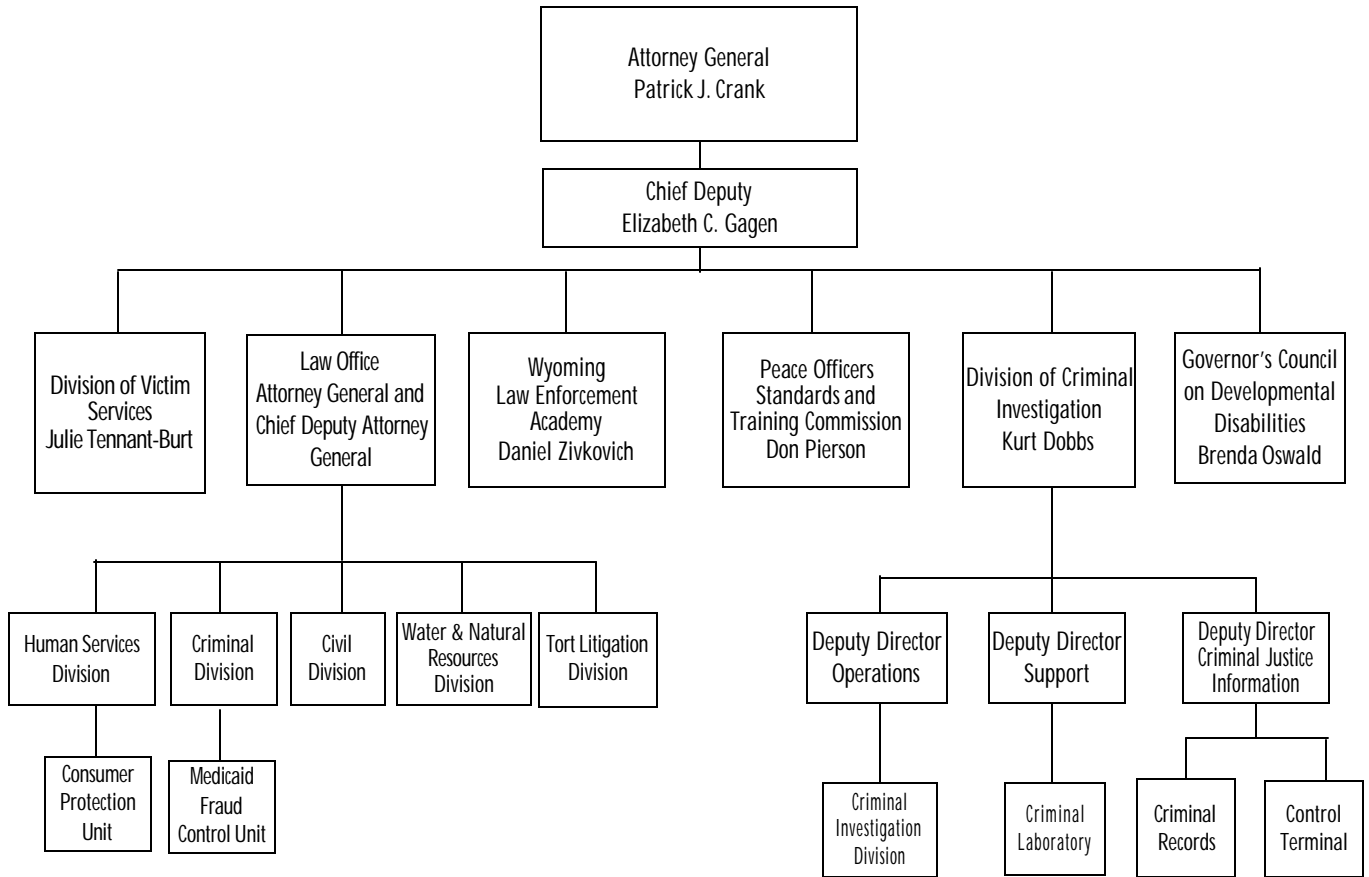 Attorney General
Patrick J. Crank
Chief Deputy
Elizabeth C. Gagen
Division of Victim
Services
Julie Tennant-Burt
Law Office
Attorney General and
Chief Deputy Attorney
General
Wyoming
Law Enforcement
Academy
Daniel Zivkovich
Peace Officers
Standards and
Training Commission
Don Pierson
Division of Criminal
Investigation
Kurt Dobbs
Governor's Council
on Developmental
Disabilities
Brenda Oswald
Human Services
Division
Criminal
Division
Civil
Division
Water & Natural
Resources
Division
Tort Litigation
Division
Deputy Director
Operations
Deputy Director
Support
Deputy Director
Criminal Justice
Information
Consumer
Protection
Unit
Medicaid
Fraud
Control Unit
Criminal
Investigation
Division
Criminal
Laboratory
Criminal
Records
Control
Terminal